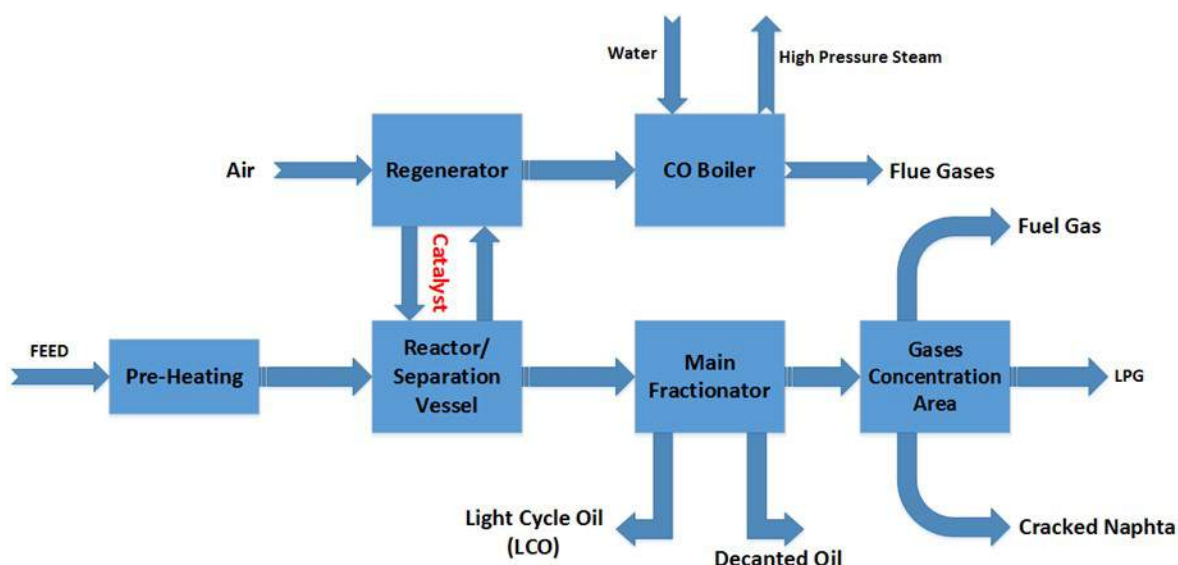 Water
High Pressure Steam
Air
Regenerator
CO Boiler
Flue Gases
Fuel Gas
Catalyst
FEED
Pre-Heating
Reactor/
Separation
Vessel
Main
Fractionator
Gases
Concentration
Area
LPG
Light Cycle Oil
(LCO)
Decanted Oil
Cracked Naphta